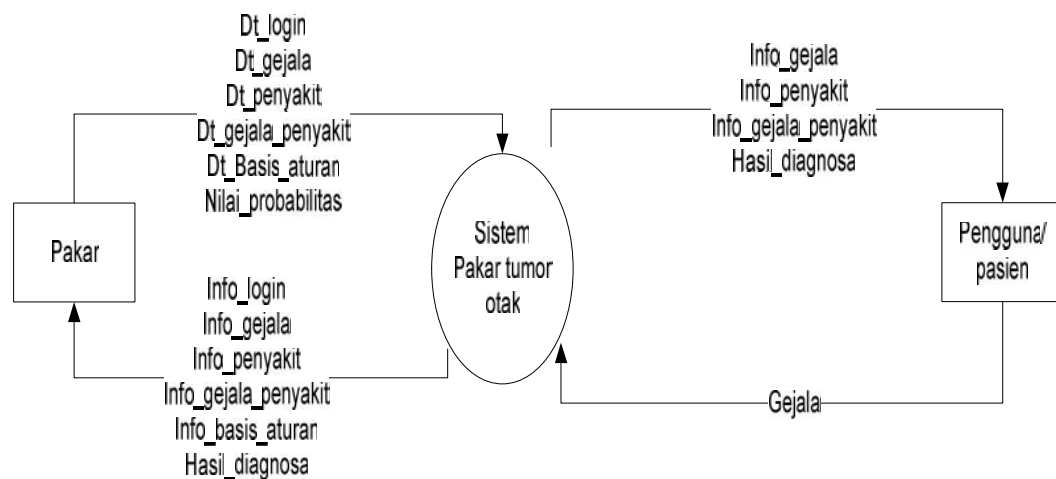 Dt_login
Dt_gejala
Dt_penyakit
Dt_gejala_penyakit
Dt_Basis_aturan
Nilai_probabilitas
Info_gejala
Info_penyakit
Info_gejala_penyakit
Hasil_diagnosa
Pakar
Sistem
Pakar tumor
otak
Pengguna/
pasien
Info_login
Info_gejala
Info_penyakit
Info_gejala_penyakit
Info_basis_aturan
Hasil_diagnosa
Gejala